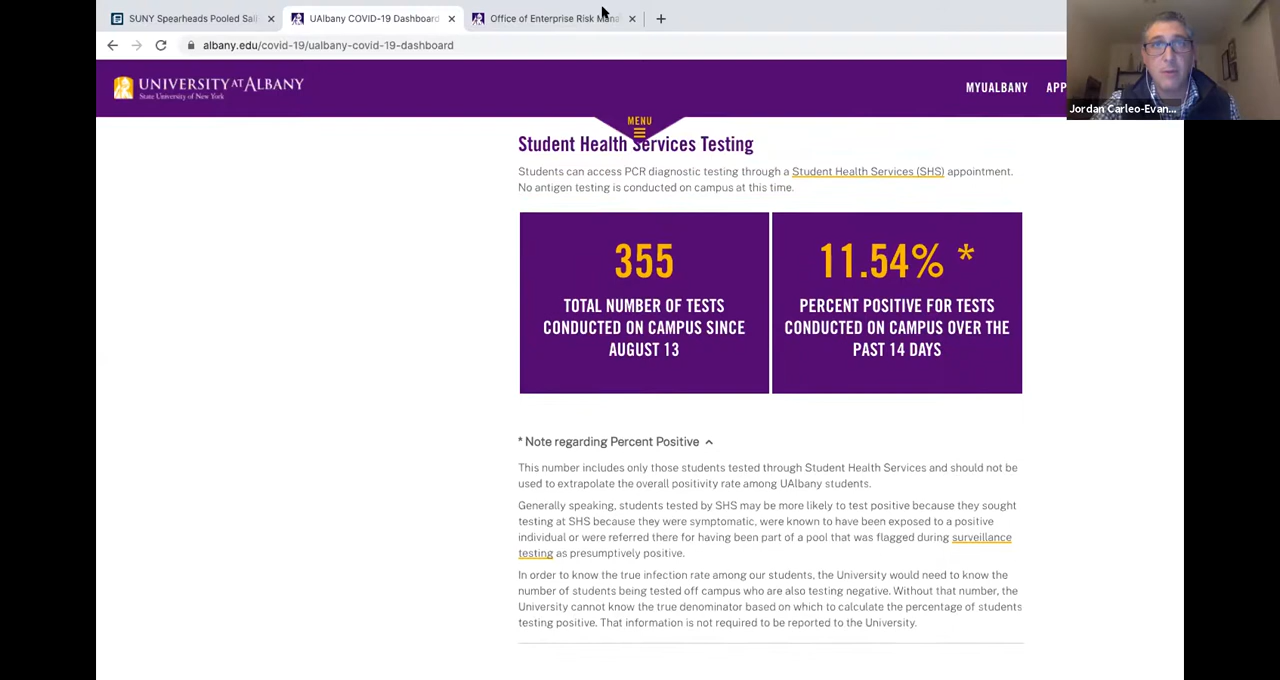 SUNY Spearheads Pooled Sali
UAlbany COVID-19 Dashboard
Office of Enterprise Risk Mana
albany.edu/covid-19/ualbany-covid-19-dashboard
UNIVERSITY AT ALBANY
State University of New York
MYUALBANY APP
Jordan Carleo-Evan...
MENU
Student Health Services Testing
Students can access PCR diagnostic testing through a Student Health Services (SHS) appointment.
No antigen testing is conducted on campus at this time.
355
TOTAL NUMBER OF TESTS
CONDUCTED ON CAMPUS SINCE
AUGUST 13
11.54% *
PERCENT POSITIVE FOR TESTS
CONDUCTED ON CAMPUS OVER THE
PAST 14 DAYS
* Note regarding Percent Positive
This number includes only those students tested through Student Health Services and should not be
used to extrapolate the overall positivity rate among UAlbany students.
Generally speaking, students tested by SHS may be more likely to test positive because they sought
testing at SHS because they were symptomatic, were known to have been exposed to a positive
individual or were referred there for having been part of a pool that was flagged during surveillance
testing as presumptively positive.
In order to know the true infection rate among our students, the University would need to know the
number of students being tested off campus who are also testing negative. Without that number, the
University cannot know the true denominator based on which to calculate the percentage of students
testing positive. That information is not required to be reported to the University.